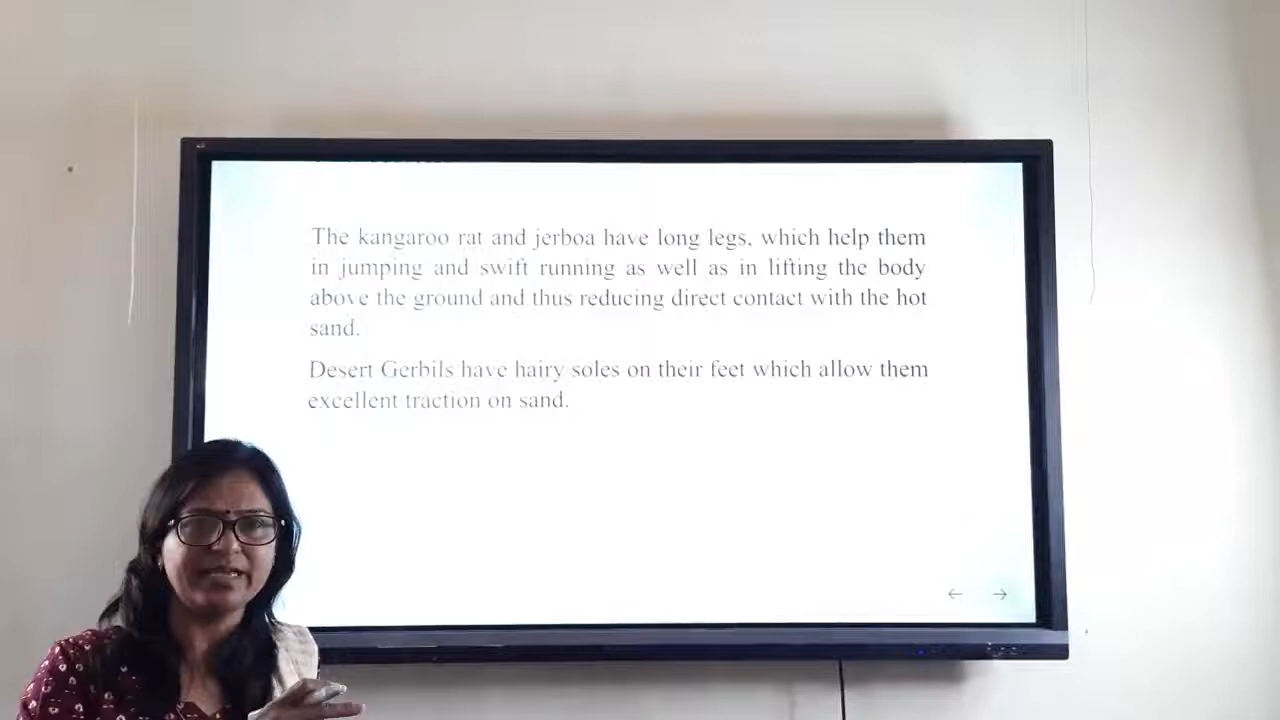 The kangaroo rat and jerboa have long legs, which help them
in jumping and swift running as well as in lifting the body
above the ground and thus reducing direct contact with the hot
sand.
Desert Gerbils have hairy soles on their feet which allow them
excellent traction on sand.